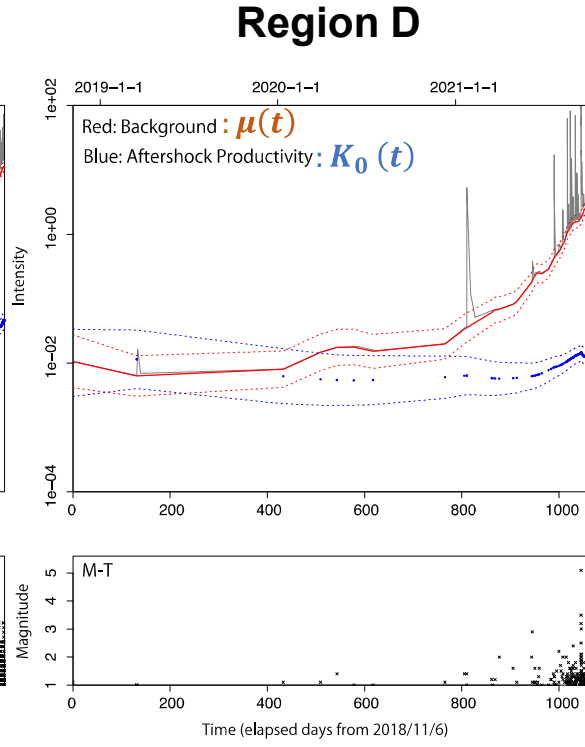 Region D
2019-1-1 2020-1-1 2021-1-1
Red: Background : μ(t)
Blue: Aftershock Productivity : K₀ (t)
Intensity
1e+02
1e+00
1e-02
1e-04
0 200 400 600 800 1000
M-T
Magnitude
5
4
3
2
1
0 200 400 600 800 1000
Time (elapsed days from 2018/11/6)